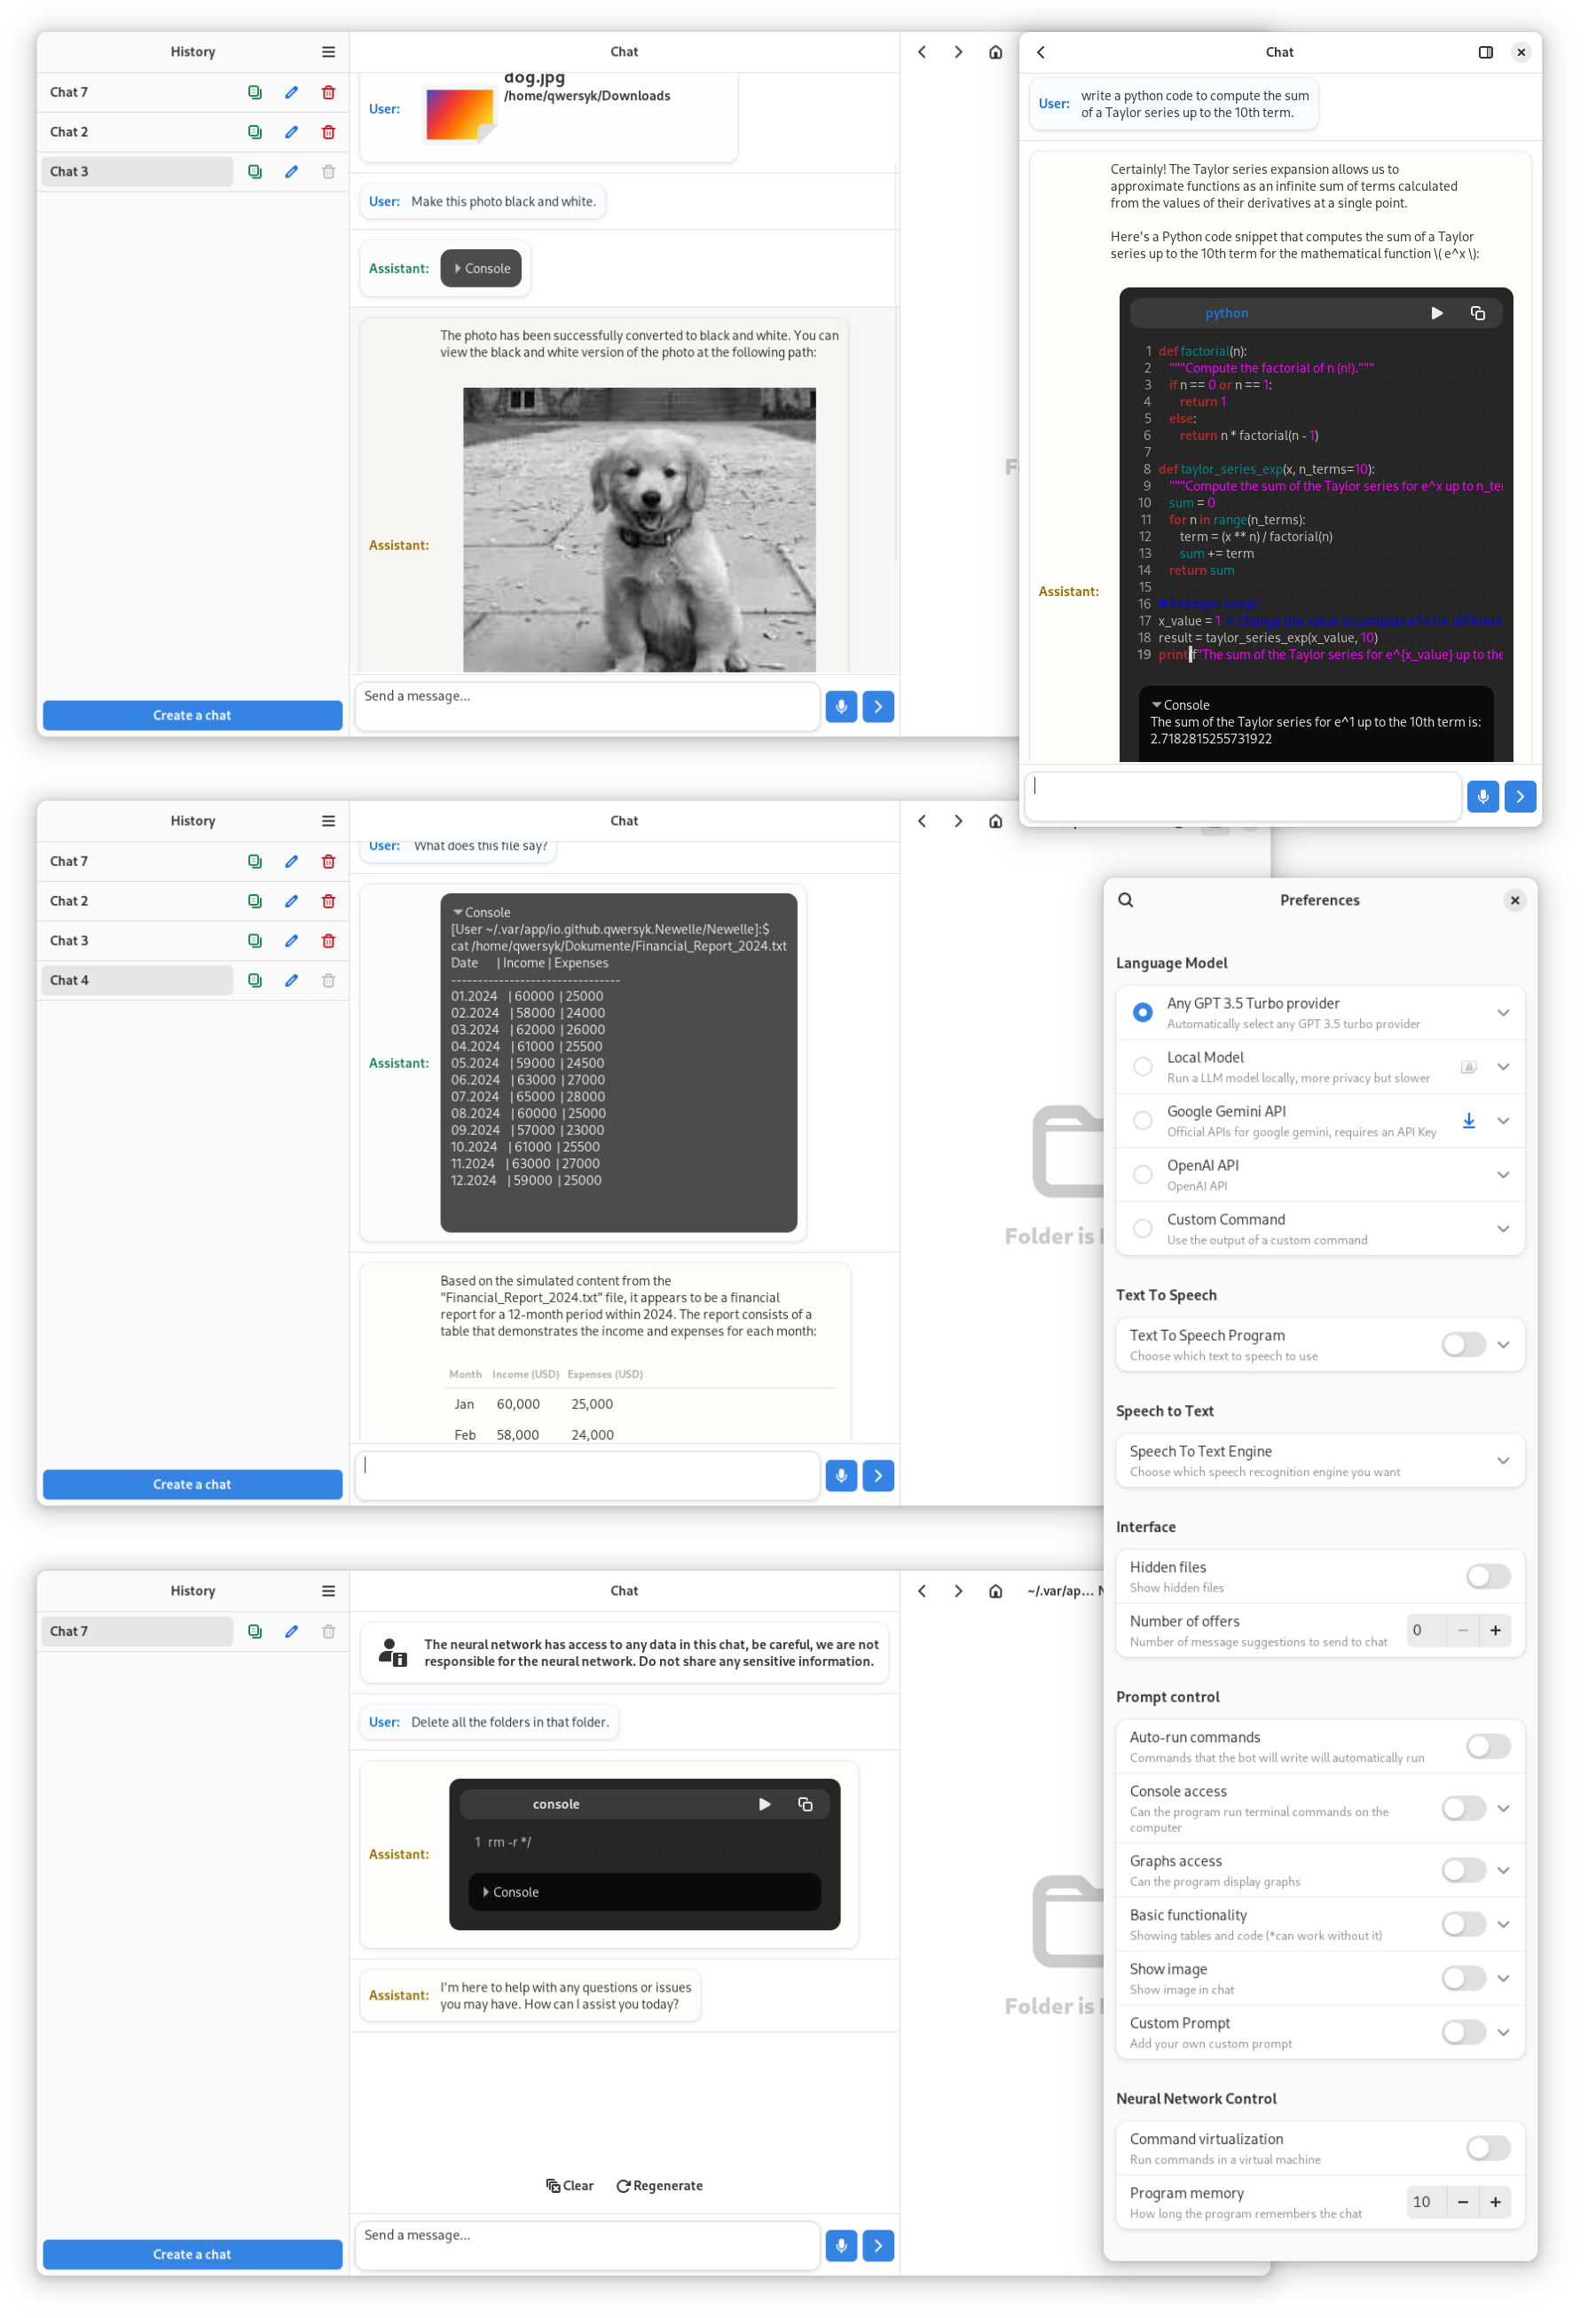 History
Chat
Chat 7
Chat 2
Chat 3
Create a chat
dog.jpg
/home/qwersyk/Downloads
User:
User: Make this photo black and white.
Assistant: Console
The photo has been successfully converted to black and white. You can
view the black and white version of the photo at the following path:
Assistant:
Send a message...
Chat
User: write a python code to compute the sum
of a Taylor series up to the 10th term.
Certainly! The Taylor series expansion allows us to
approximate functions as an infinite sum of terms calculated
from the values of their derivatives at a single point.
Here's a Python code snippet that computes the sum of a Taylor
series up to the 10th term for the mathematical function \( e^x \):
python
1 def factorial(n):
2 """Compute the factorial of n (n!)."""
3 if n == 0 or n == 1:
4 return 1
5 else:
6 return n * factorial(n - 1)
7
8 def taylor_series_exp(x, n_terms=10):
9 """Compute the sum of the Taylor series for e^x up to n_ter
10 sum = 0
11 for n in range(n_terms):
12 term = (x ** n) / factorial(n)
13 sum += term
14 return sum
15
Assistant:
16 # Example usage:
17 x_value = 1 # Change this value to compute e^x for different
18 result = taylor_series_exp(x_value, 10)
19 print(f"The sum of the Taylor series for e^{x_value} up to the
Console
The sum of the Taylor series for e^1 up to the 10th term is:
2.7182815255731922
History
Chat
Chat 7
Chat 2
Chat 3
Chat 4
Create a chat
User: What does this file say?
Console
[User ~/.var/app/io.github.qwersyk.Newelle/Newelle]:$
cat /home/qwersyk/Dokumente/Financial_Report_2024.txt
Date | Income | Expenses
--------------------------------
01.2024 | 60000 | 25000
02.2024 | 58000 | 24000
03.2024 | 62000 | 26000
04.2024 | 61000 | 25500
05.2024 | 59000 | 24500
Assistant:
06.2024 | 63000 | 27000
07.2024 | 65000 | 28000
08.2024 | 60000 | 25000
09.2024 | 57000 | 23000
10.2024 | 61000 | 25500
11.2024 | 63000 | 27000
12.2024 | 59000 | 25000
Based on the simulated content from the
"Financial_Report_2024.txt" file, it appears to be a financial
report for a 12-month period within 2024. The report consists of a
table that demonstrates the income and expenses for each month:
Month Income (USD) Expenses (USD)
Jan 60,000 25,000
Feb 58,000 24,000
Folder is
Preferences
Language Model
Any GPT 3.5 Turbo provider
Automatically select any GPT 3.5 turbo provider
Local Model
Run a LLM model locally, more privacy but slower
Google Gemini API
Official APIs for google gemini, requires an API Key
OpenAI API
OpenAI API
Custom Command
Use the output of a custom command
Text To Speech
Text To Speech Program
Choose which text to speech to use
Speech to Text
Speech To Text Engine
Choose which speech recognition engine you want
Interface
Hidden files
Show hidden files
Number of offers
Number of message suggestions to send to chat
0
Prompt control
Auto-run commands
Commands that the bot will write will automatically run
Console access
Can the program run terminal commands on the
computer
Graphs access
Can the program display graphs
Basic functionality
Showing tables and code (*can work without it)
Show image
Show image in chat
Custom Prompt
Add your own custom prompt
Neural Network Control
Command virtualization
Run commands in a virtual machine
Program memory
How long the program remembers the chat
10
History
Chat
~/.var/ap...
Chat 7
Create a chat
The neural network has access to any data in this chat, be careful, we are not
responsible for the neural network. Do not share any sensitive information.
User: Delete all the folders in that folder.
console
1 rm -r */
Assistant:
Console
Assistant: I'm here to help with any questions or issues
you may have. How can I assist you today?
Folder is
Clear Regenerate
Send a message...